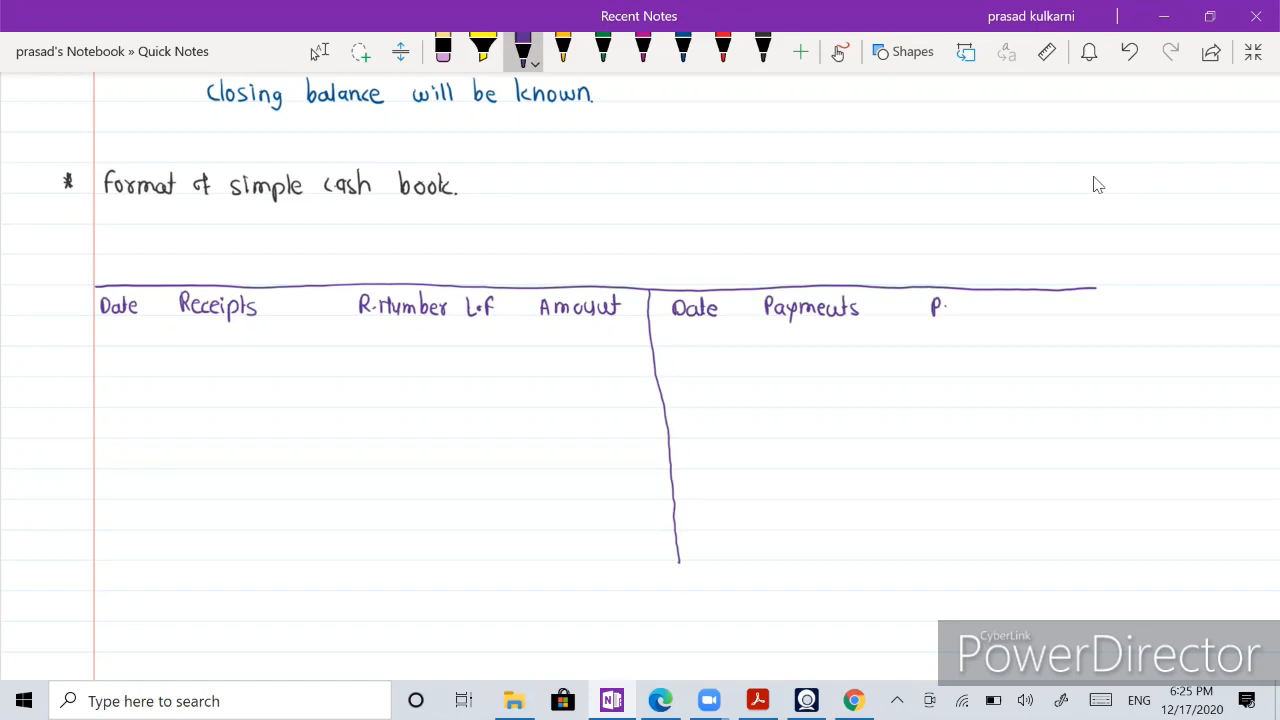 Recent Notes
prasad kulkarni
prasad's Notebook » Quick Notes
Shapes
closing balance will be known.
* format of simple cash book.
Date Receipts R.Number L.F Amount Date Payments P.
CyberLink
PowerDirector
Type here to search
ENG
6:25 PM
12/17/2020